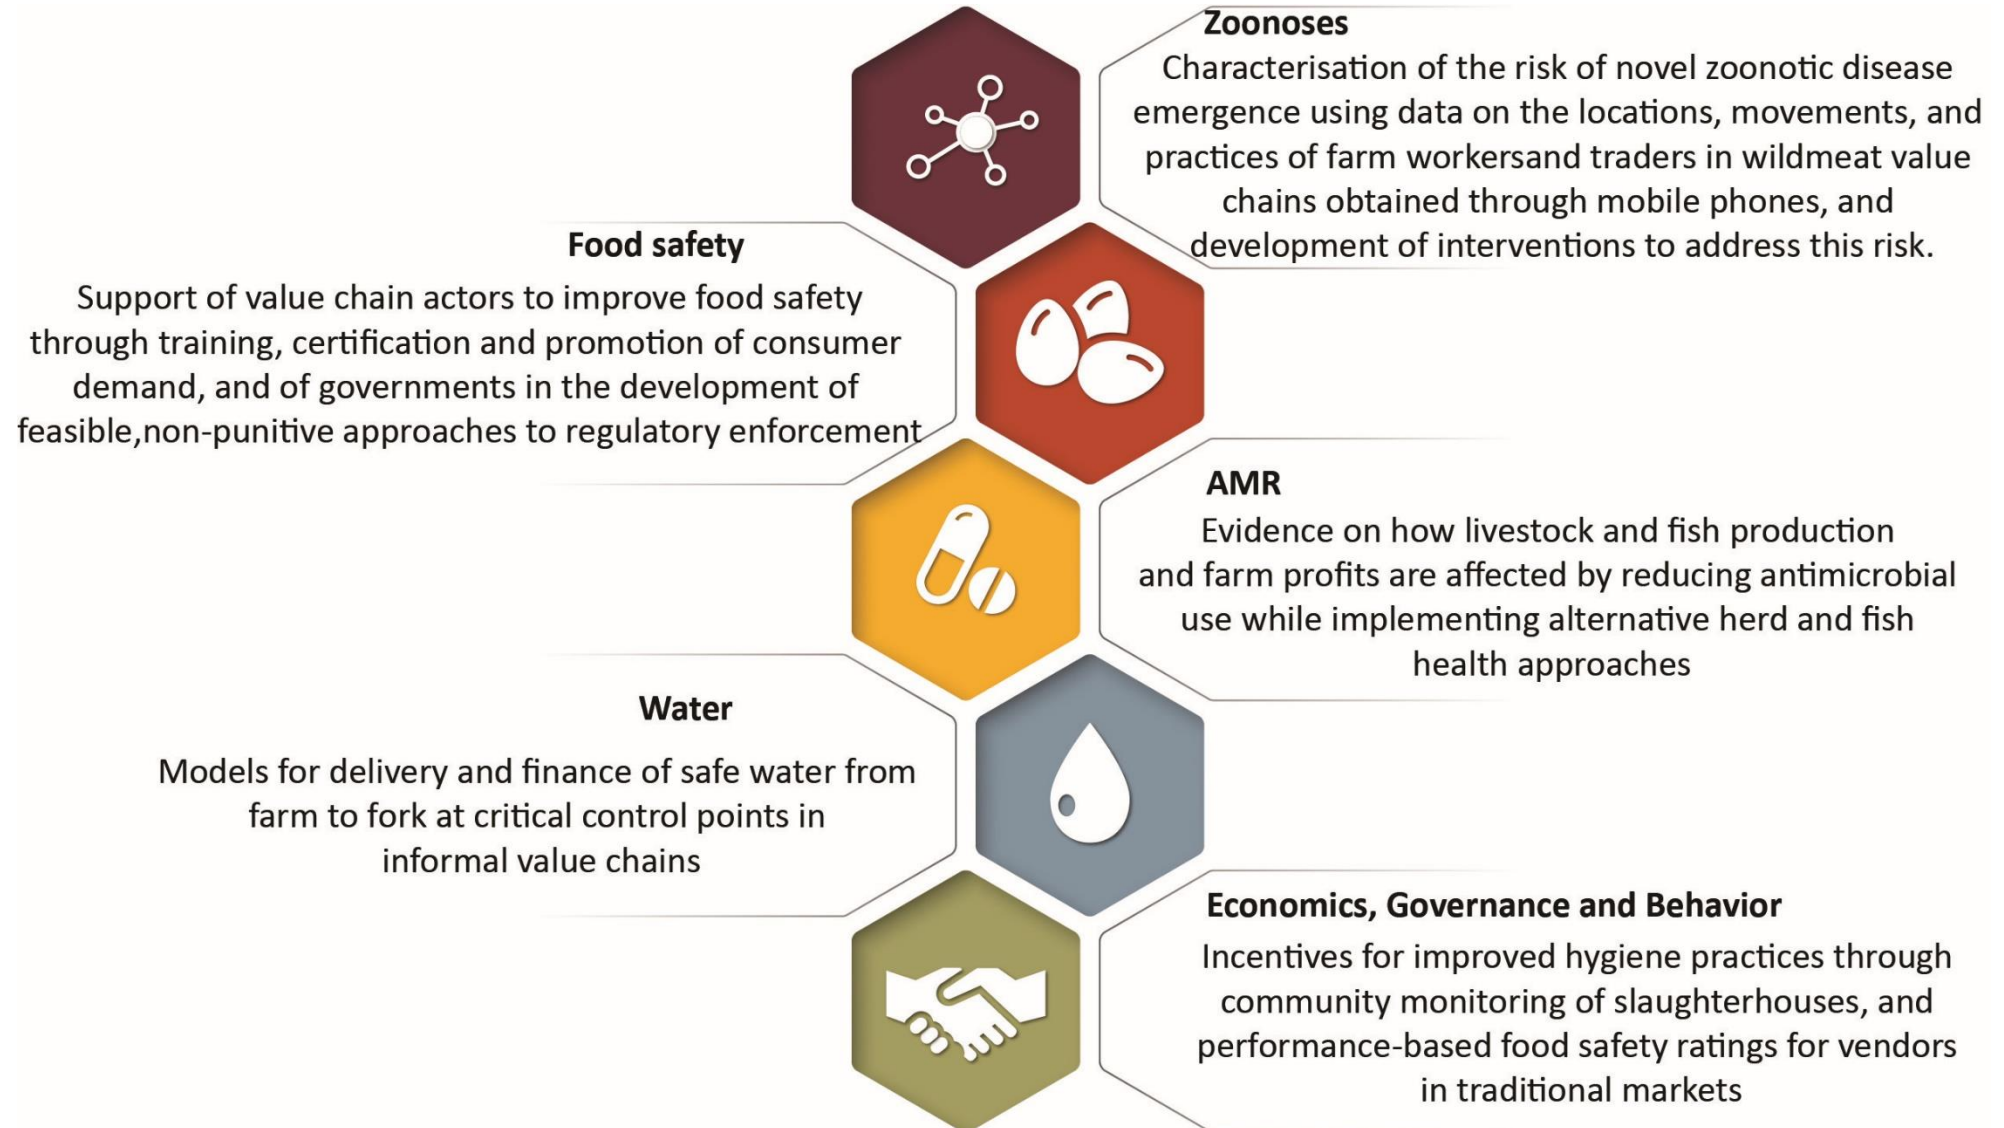 Zoonoses
Characterisation of the risk of novel zoonotic disease
emergence using data on the locations, movements, and
practices of farm workersand traders in wildmeat value
chains obtained through mobile phones, and
development of interventions to address this risk.
Food safety
Support of value chain actors to improve food safety
through training, certification and promotion of consumer
demand, and of governments in the development of
feasible,non-punitive approaches to regulatory enforcement
AMR
Evidence on how livestock and fish production
and farm profits are affected by reducing antimicrobial
use while implementing alternative herd and fish
health approaches
Water
Models for delivery and finance of safe water from
farm to fork at critical control points in
informal value chains
Economics, Governance and Behavior
Incentives for improved hygiene practices through
community monitoring of slaughterhouses, and
performance-based food safety ratings for vendors
in traditional markets